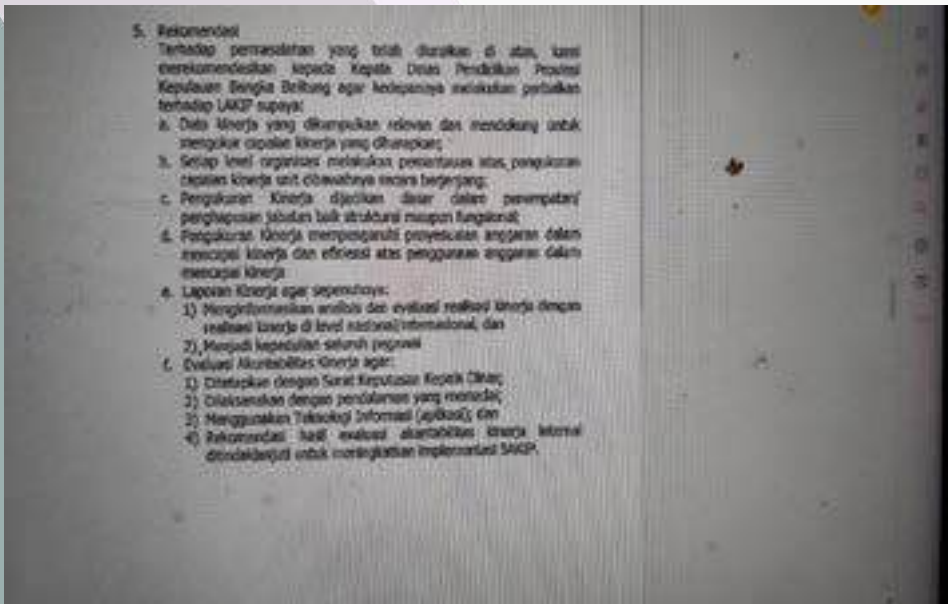 5. Rekomendasi
Terhadap permasalahan yang telah diuraikan di atas, kami
merekomendasikan kepada Kepala Dinas Pendidikan Provinsi
Kepulauan Bangka Belitung agar kedepannya melakukan perbaikan
terhadap LAKIP supaya:
a. Data kinerja yang dikumpulkan relevan dan mendukung untuk
mengukur capaian kinerja yang diharapkan;
b. Setiap level organisasi melakukan pemantauan atas pengukuran
capaian kinerja unit dibawahnya secara berjenjang;
c. Pengukuran Kinerja dijadikan dasar dalam penempatan/
penghapusan jabatan baik struktural maupun fungsional;
d. Pengukuran Kinerja mempengaruhi penyesuaian anggaran dalam
mencapai kinerja dan efisiensi atas penggunaan anggaran dalam
mencapai kinerja
e. Laporan Kinerja agar sepenuhnya:
1) Menginformasikan analisis dan evaluasi realisasi kinerja dengan
realisasi kinerja di level nasional/internasional, dan
2) Menjadi kepedulian seluruh pegawai
f. Evaluasi Akuntabilitas Kinerja agar:
1) Ditetapkan dengan Surat Keputusan Kepala Dinas;
2) Dilaksanakan dengan pendalaman yang memadai;
3) Menggunakan Teknologi Informasi (aplikasi); dan
4) Rekomendasi hasil evaluasi akuntabilitas kinerja internal
ditindaklanjuti untuk meningkatkan implementasi SAKIP.